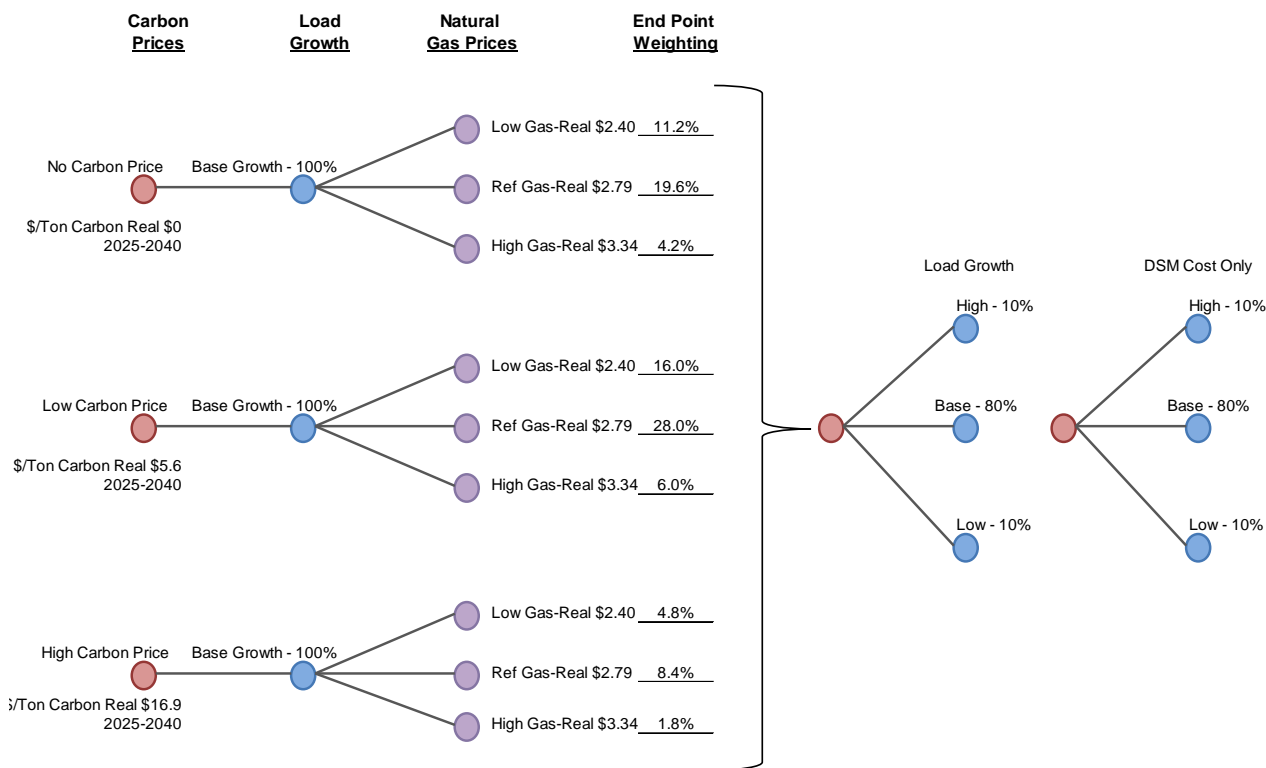 Carbon Prices
Load Growth
Natural Gas Prices
End Point Weighting
No Carbon Price
Base Growth - 100%
$/Ton Carbon Real $0
2025-2040
Low Gas-Real $2.40 11.2%
Ref Gas-Real $2.79 19.6%
High Gas-Real $3.34 4.2%
Low Carbon Price
Base Growth - 100%
$/Ton Carbon Real $5.6
2025-2040
Low Gas-Real $2.40 16.0%
Ref Gas-Real $2.79 28.0%
High Gas-Real $3.34 6.0%
High Carbon Price
Base Growth - 100%
$/Ton Carbon Real $16.9
2025-2040
Low Gas-Real $2.40 4.8%
Ref Gas-Real $2.79 8.4%
High Gas-Real $3.34 1.8%
Load Growth
High - 10%
Base - 80%
Low - 10%
DSM Cost Only
High - 10%
Base - 80%
Low - 10%